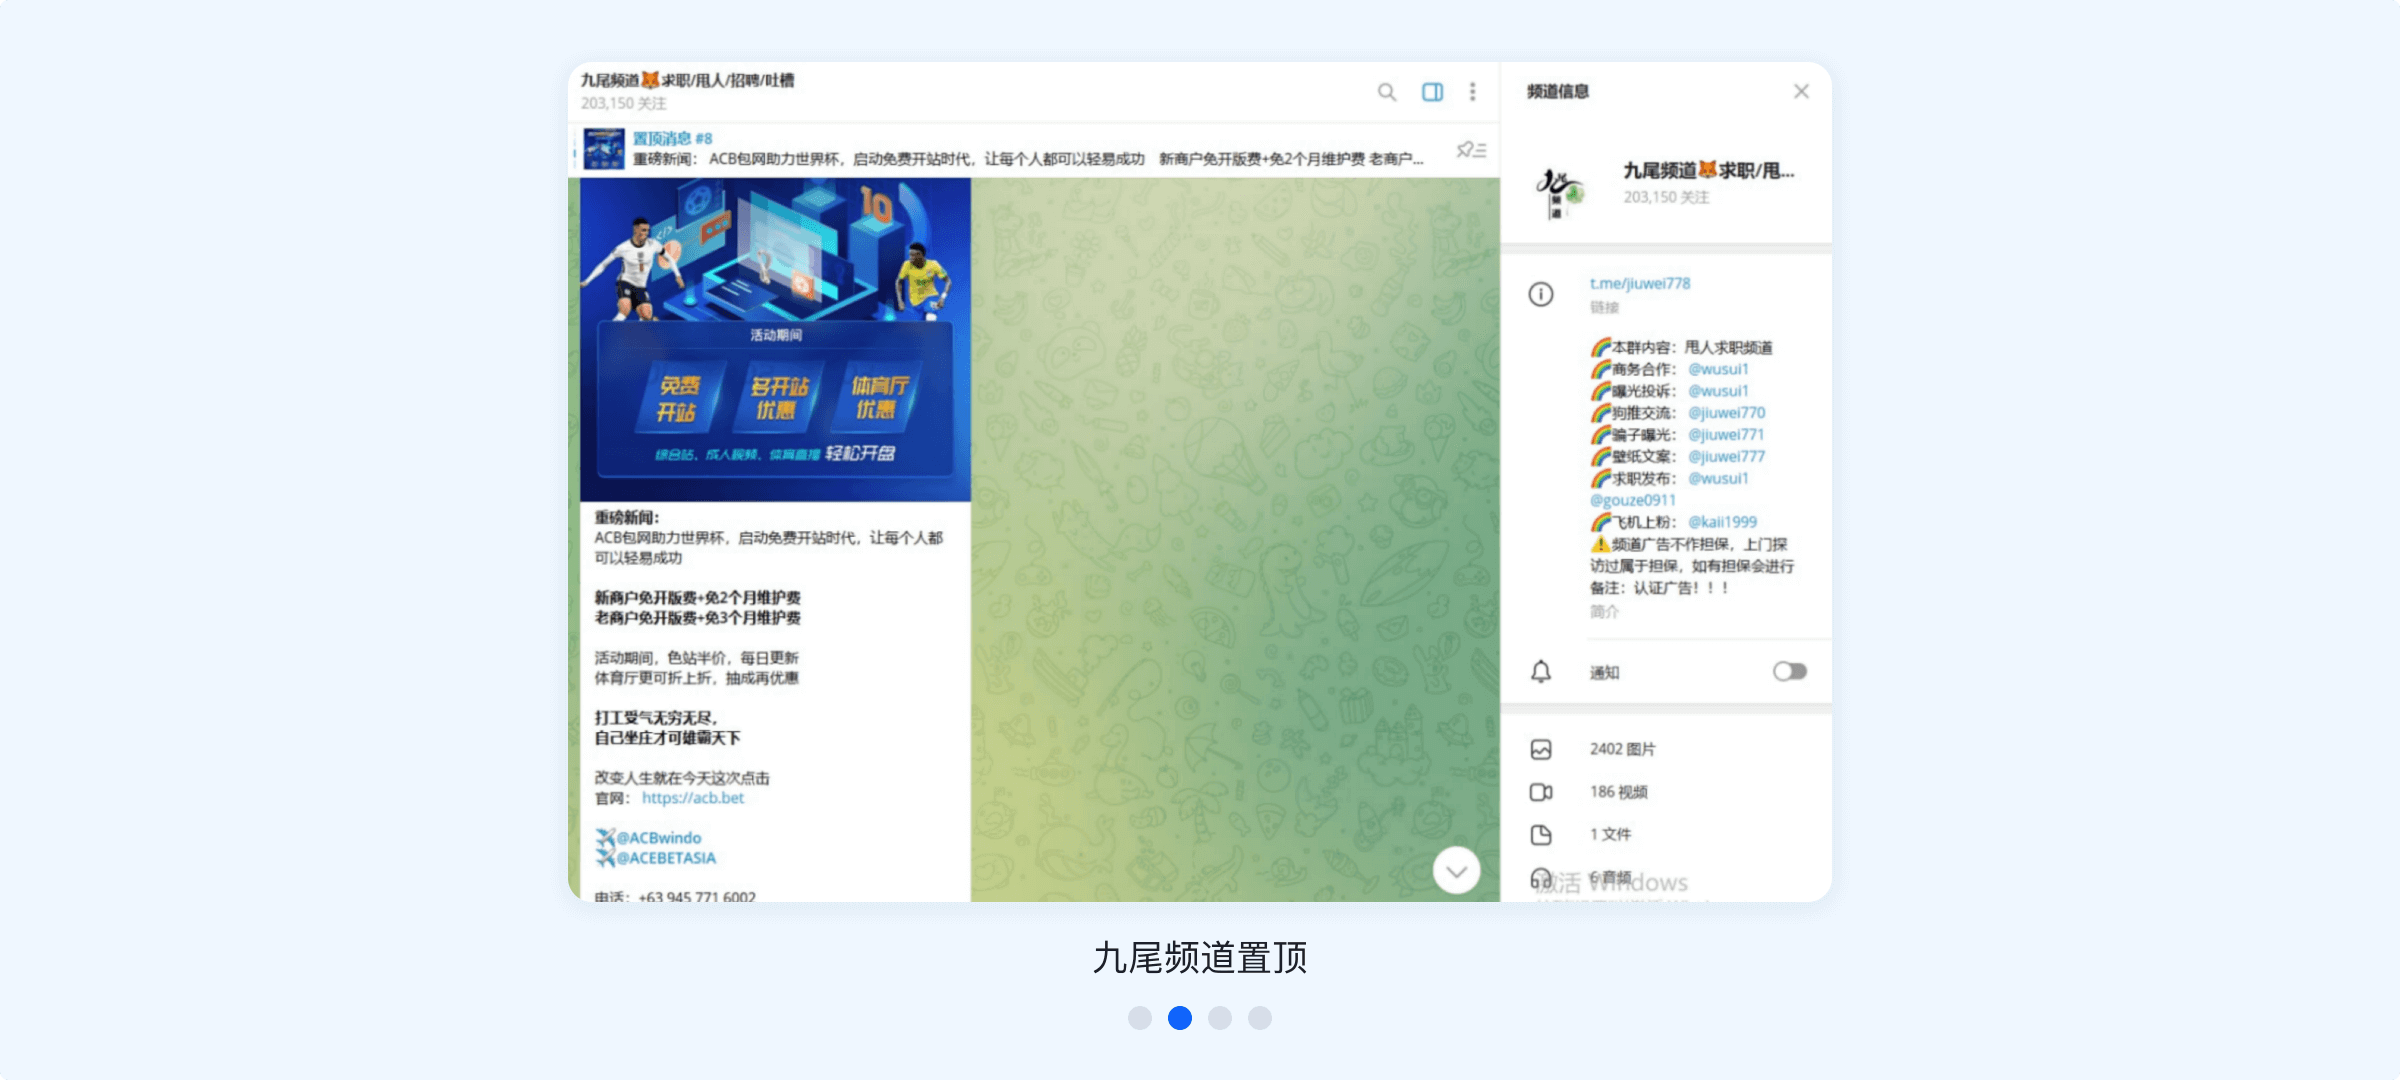 九尾频道🦊求职/甩人/招聘/吐槽
203,150 关注
置顶消息 #8
重磅新闻： ACB包网助力世界杯，启动免费开站时代，让每个人都可以轻易成功 新商户免开版费+免2个月维护费 老商户...
10
活动期间
免费
开站
多开站
优惠
体育厅
优惠
综合站、成人视频、体育直播 轻松开盘
重磅新闻：
ACB包网助力世界杯，启动免费开站时代，让每个人都
可以轻易成功
新商户免开版费+免2个月维护费
老商户免开版费+免3个月维护费
活动期间，色站半价，每日更新
体育厅更可折上折，抽成再优惠
打工受气无穷无尽，
自己坐庄才可雄霸天下
改变人生就在今天这次点击
官网： https://acb.bet
✈️@ACBwindo
✈️@ACEBETASIA
电话：+63 945 771 6002
频道信息
九尾频道
九尾频道🦊求职/甩...
203,150 关注
t.me/jiuwei778
链接
🌈本群内容：甩人求职频道
🌈商务合作： @wusui1
🌈曝光投诉： @wusui1
🌈狗推交流： @jiuwei770
🌈骗子曝光： @jiuwei771
🌈壁纸文案： @jiuwei777
🌈求职发布： @wusui1
@gouze0911
🌈飞机上粉： @kaii1999
⚠️频道广告不作担保，上门探
访过属于担保，如有担保会进行
备注：认证广告！！！
简介
通知
2402 图片
186 视频
1 文件
6 音频
激活 Windows
九尾频道置顶